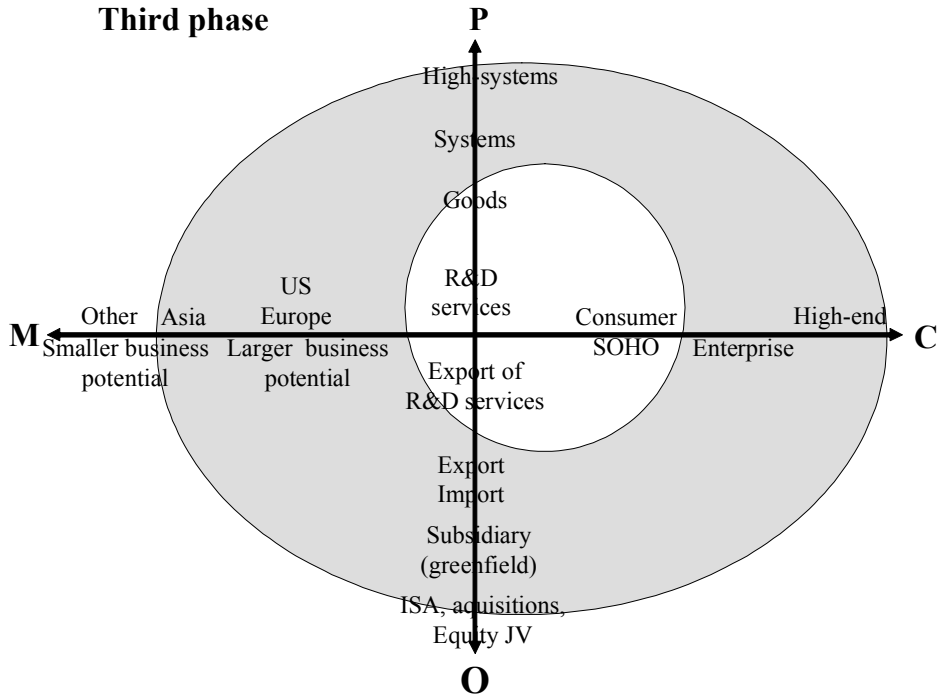 Third phase
P
High-systems
Systems
Goods
R&D
services
US
Europe
Other
Asia
Consumer
High-end
M
C
Smaller business
potential
Larger business
potential
SOHO
Enterprise
Export of
R&D services
Export
Import
Subsidiary
(greenfield)
ISA, aquisitions,
Equity JV
O